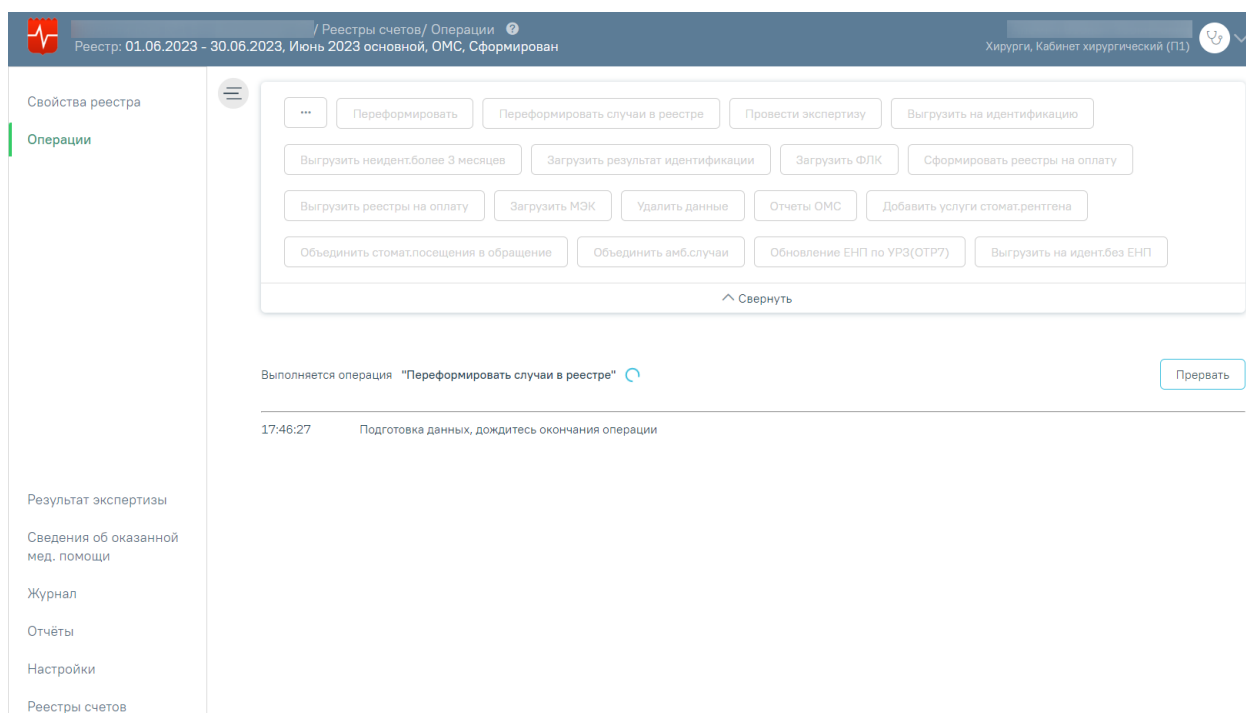 / Реестры счетов/ Операции ?
Реестр: 01.06.2023 - 30.06.2023, Июнь 2023 основной, ОМС, Сформирован
Хирурги, Кабинет хирургический (П1)
Свойства реестра
Операции
... Переформировать Переформировать случаи в реестре Провести экспертизу Выгрузить на идентификацию
Выгрузить неидент.более 3 месяцев Загрузить результат идентификации Загрузить ФЛК Сформировать реестры на оплату
Выгрузить реестры на оплату Загрузить МЭК Удалить данные Отчеты ОМС Добавить услуги стомат.рентгена
Объединить стомат.посещения в обращение Объединить амб.случаи Обновление ЕНП по УРЗ(ОТР7) Выгрузить на идент.без ЕНП
Свернуть
Выполняется операция "Переформировать случаи в реестре" Прервать
17:46:27 Подготовка данных, дождитесь окончания операции
Результат экспертизы
Сведения об оказанной
мед. помощи
Журнал
Отчёты
Настройки
Реестры счетов